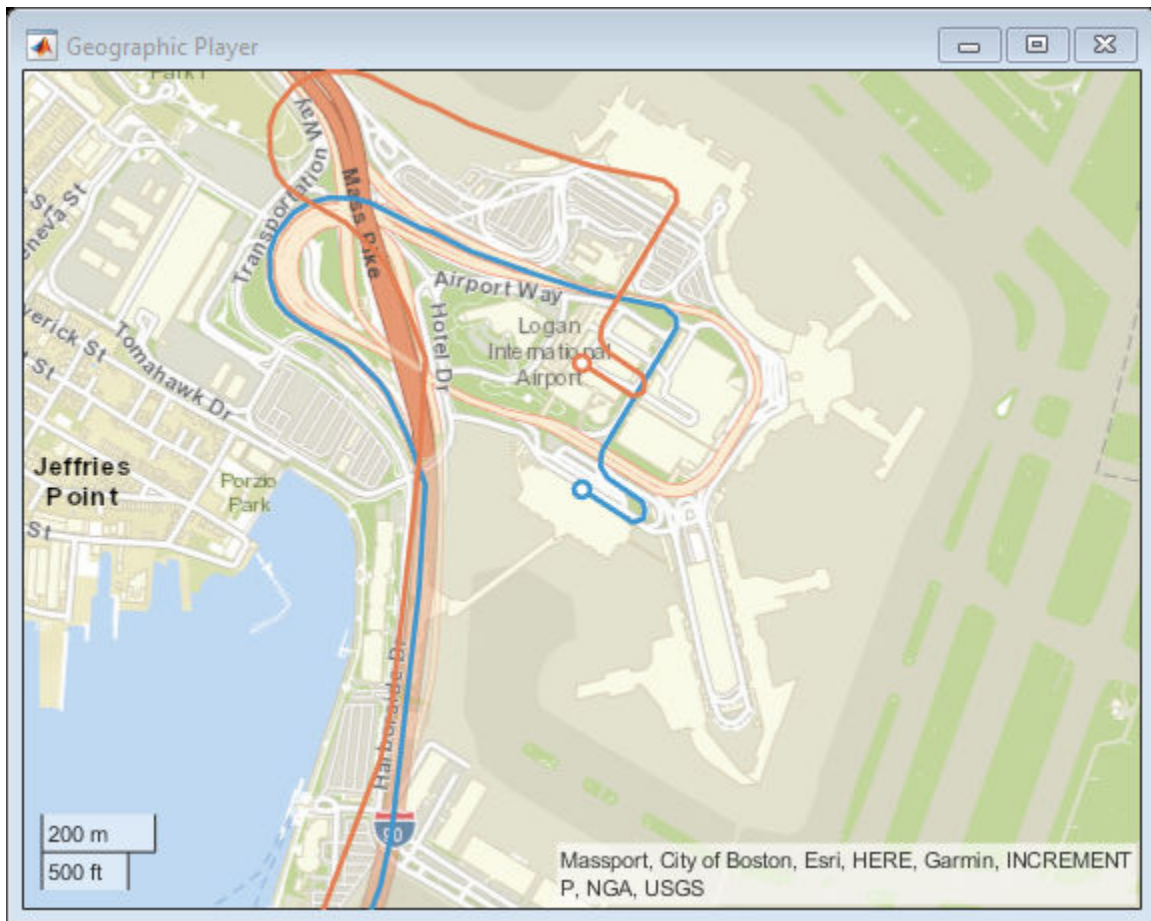 Geographic Player
Park I
Transportation Way
Mass Pike
St
Geneva St
Airport Way
Hotel Dr
Logan
International
Airport
Maverick St
St
Tomahawk Dr
Jeffries
Point
Porzio
Park
St
Harborside Dr
90
200 m
500 ft
Massport, City of Boston, Esri, HERE, Garmin, INCREMENT
P, NGA, USGS